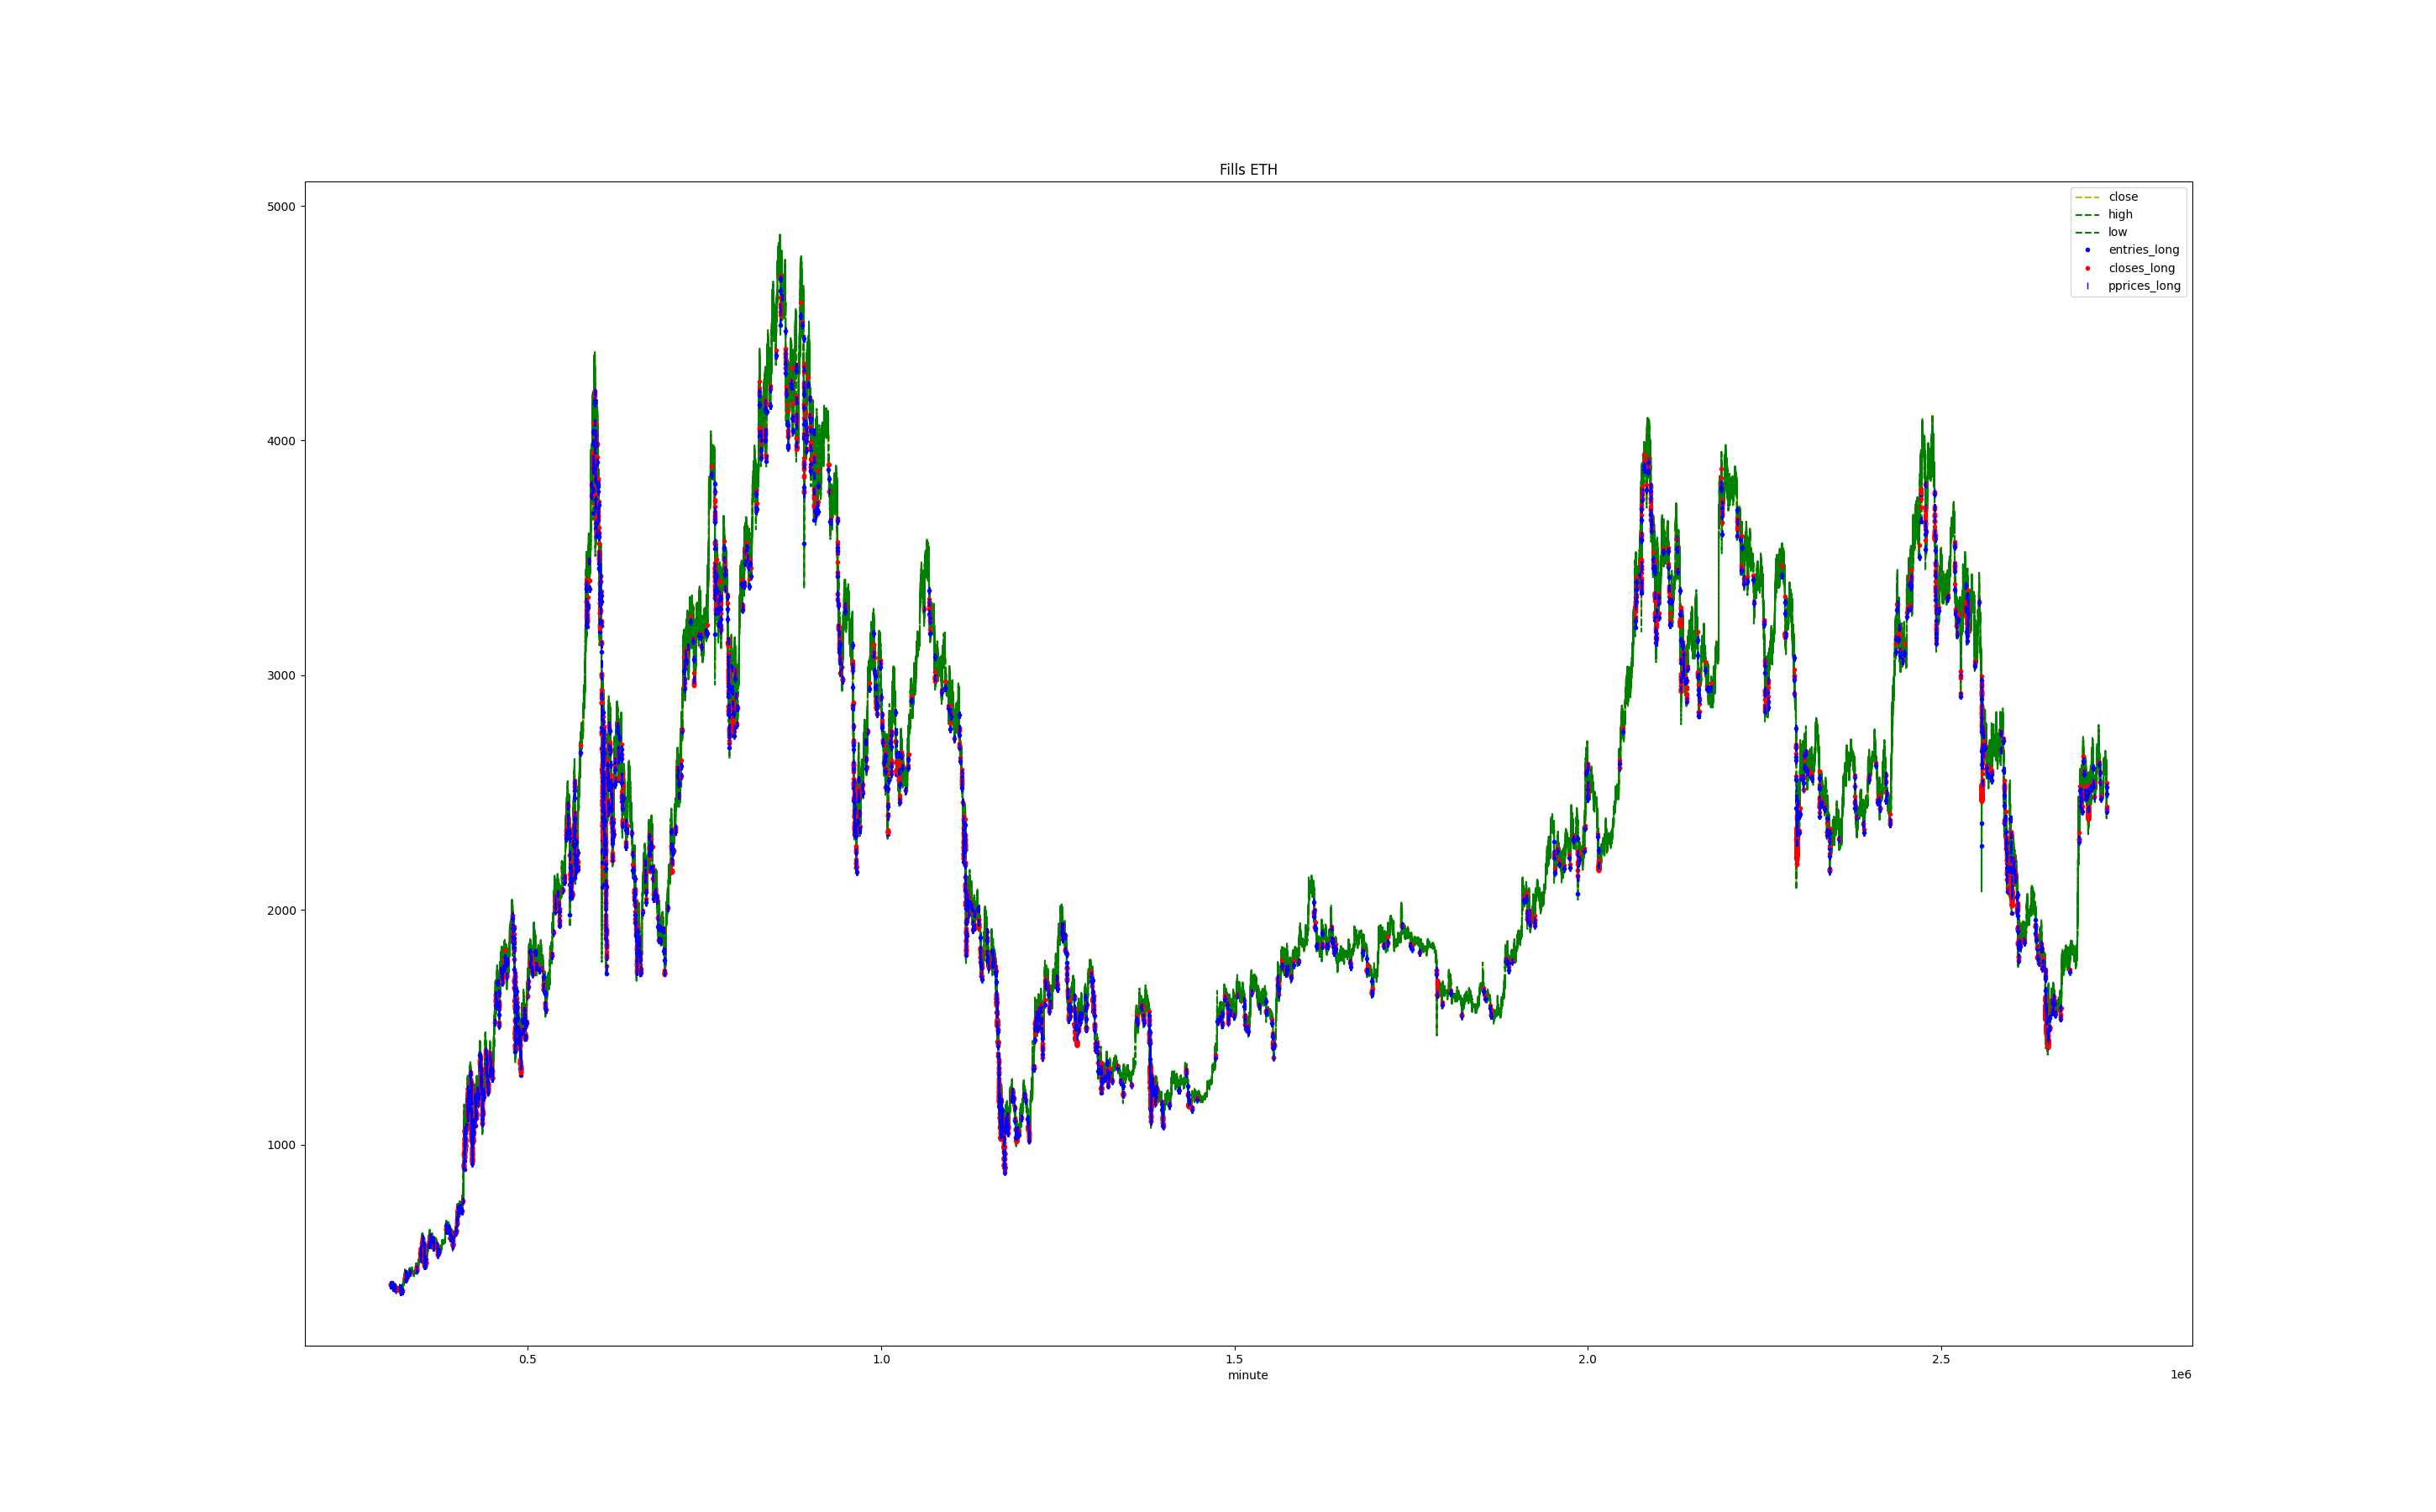 Fills ETH
5000
4000
3000
2000
1000
close
high
low
entries_long
closes_long
pprices_long
0.5
1.0
1.5
2.0
2.5
minute
1e6